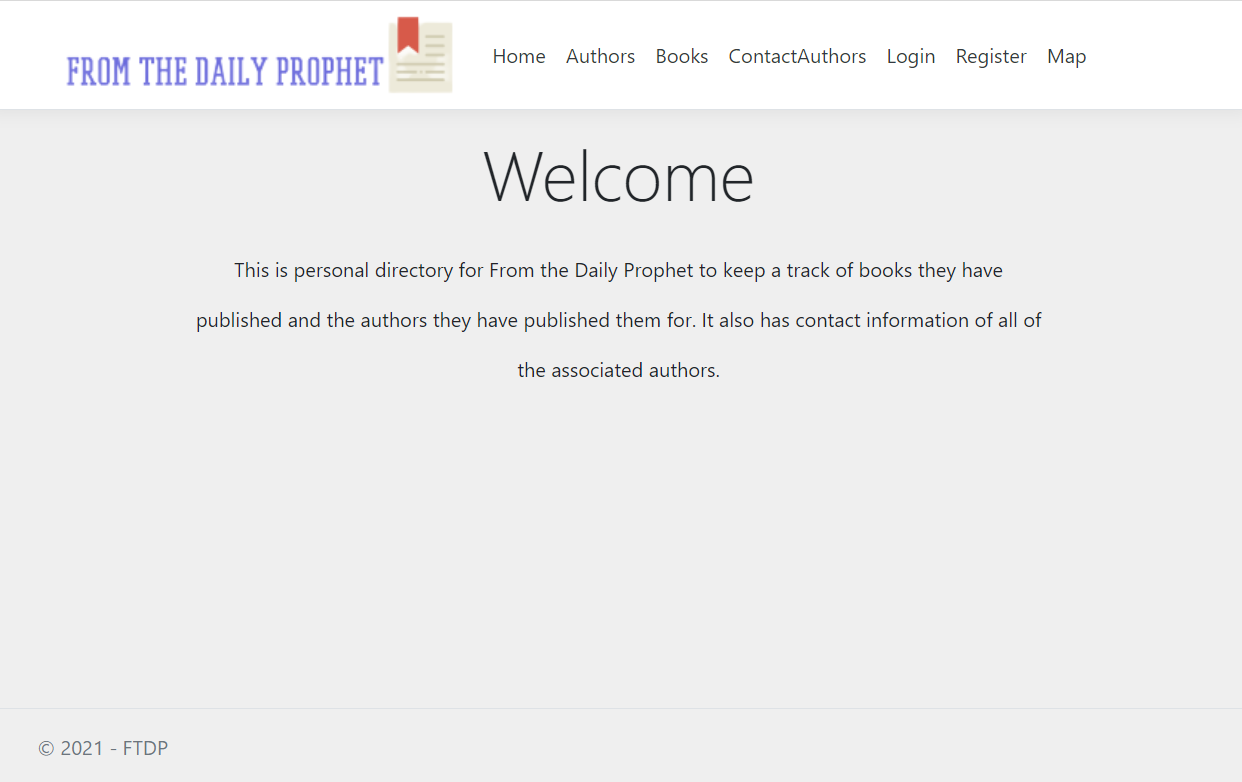 FROM THE DAILY PROPHET
Home Authors Books ContactAuthors Login Register Map
Welcome
This is personal directory for From the Daily Prophet to keep a track of books they have
published and the authors they have published them for. It also has contact information of all of
the associated authors.
© 2021 - FTDP